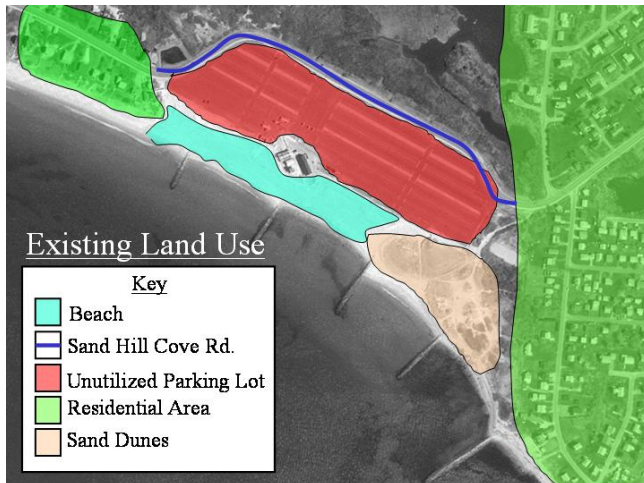 Existing Land Use
Key
Beach
Sand Hill Cove Rd.
Unutilized Parking Lot
Residential Area
Sand Dunes